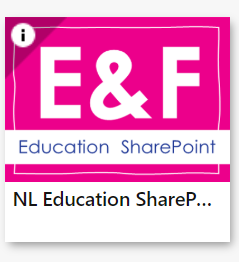 i
E&F
Education SharePoint
NL Education ShareP...